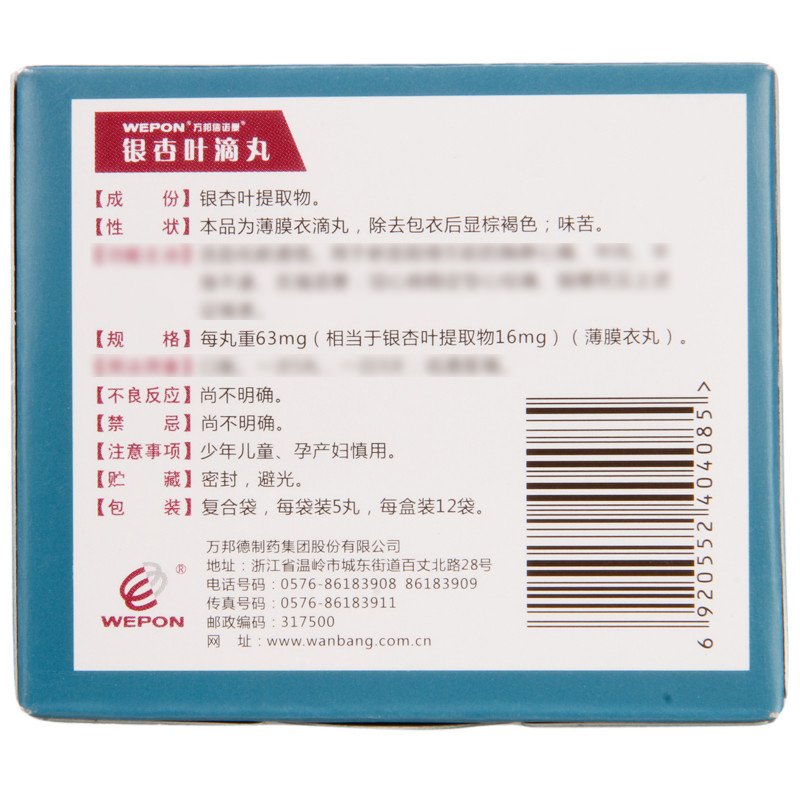 WEPON® 万邦信诺康®
银杏叶滴丸
【成份】银杏叶提取物。
【性状】本品为薄膜衣滴丸，除去包衣后显棕褐色；味苦。
【规格】每丸重63mg（相当于银杏叶提取物16mg）（薄膜衣丸）。
【不良反应】尚不明确。
【禁忌】尚不明确。
【注意事项】少年儿童、孕产妇慎用。
【贮藏】密封，避光。
【包装】复合袋，每袋装5丸，每盒装12袋。
万邦德制药集团股份有限公司
地址：浙江省温岭市城东街道百丈北路28号
电话号码：0576-86183908 86183909
传真号码：0576-86183911
邮政编码：317500
网 址：www.wanbang.com.cn
®
WEPON
6 920552 404085 >